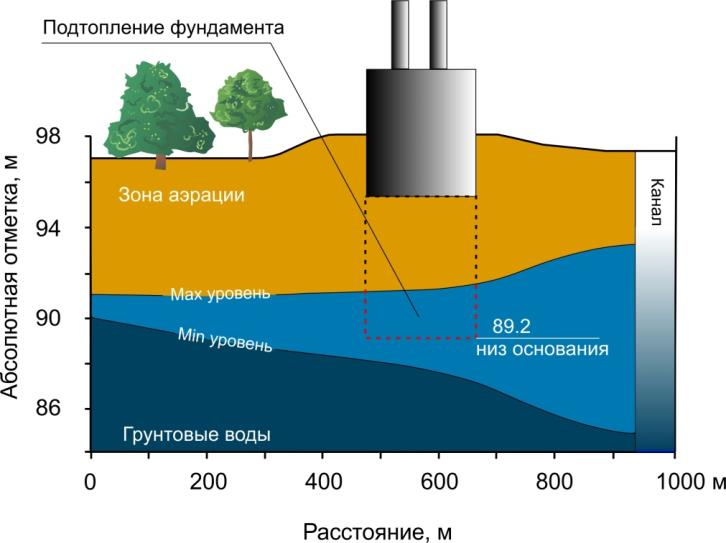 Подтопление фундамента
98
94
90
86
Абсолютная отметка, м
Зона аэрации
Канал
Max уровень
Min уровень
89.2
низ основания
Грунтовые воды
0 200 400 600 800 1000 м
Расстояние, м